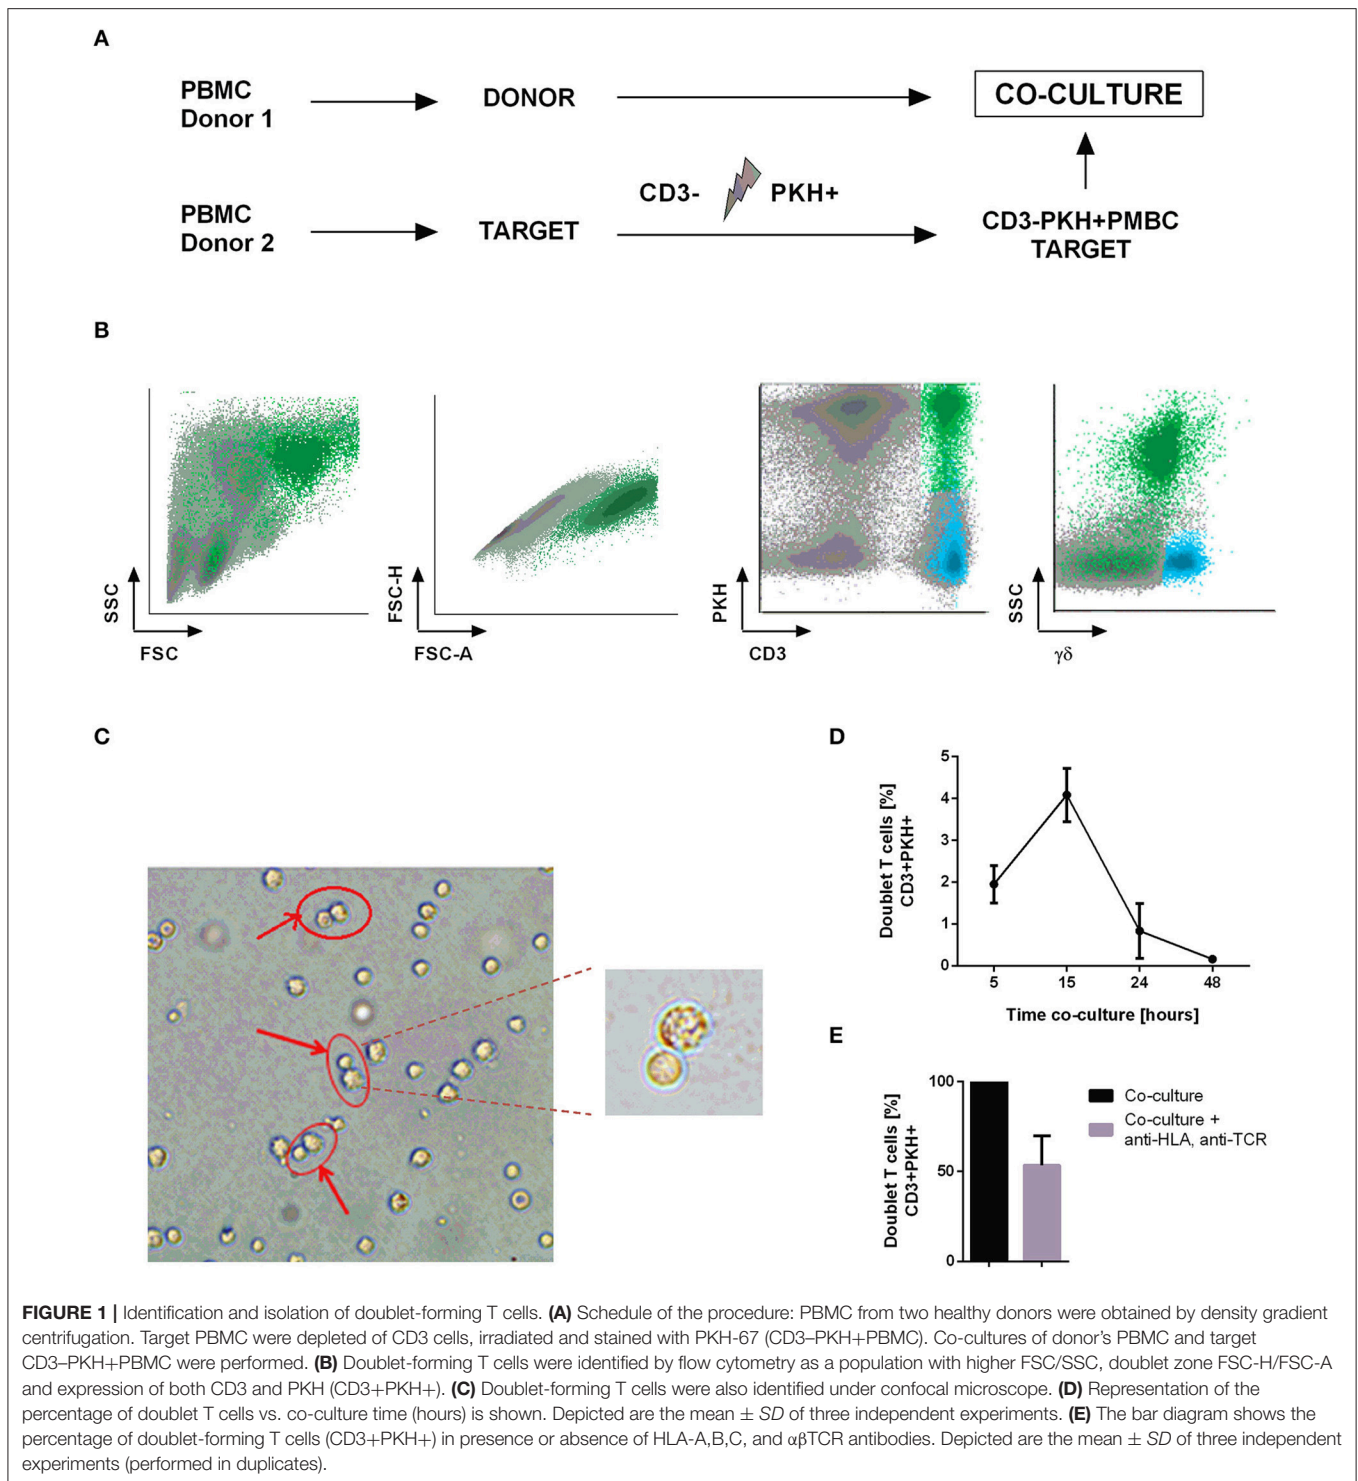 A
PBMC
Donor 1
DONOR
CO-CULTURE
CD3-
PKH+
PBMC
Donor 2
TARGET
CD3-PKH+PMBC
TARGET
B
SSC
FSC
FSC-H
FSC-A
PKH
CD3
SSC
γδ
C
D
Doublet T cells [%]
CD3+PKH+
5
4
3
2
1
0
5 15 24 48
Time co-culture [hours]
E
Doublet T cells [%]
CD3+PKH+
100
50
0
Co-culture
Co-culture +
anti-HLA, anti-TCR
FIGURE 1 | Identification and isolation of doublet-forming T cells. (A) Schedule of the procedure: PBMC from two healthy donors were obtained by density gradient
centrifugation. Target PBMC were depleted of CD3 cells, irradiated and stained with PKH-67 (CD3–PKH+PBMC). Co-cultures of donor's PBMC and target
CD3–PKH+PBMC were performed. (B) Doublet-forming T cells were identified by flow cytometry as a population with higher FSC/SSC, doublet zone FSC-H/FSC-A
and expression of both CD3 and PKH (CD3+PKH+). (C) Doublet-forming T cells were also identified under confocal microscope. (D) Representation of the
percentage of doublet T cells vs. co-culture time (hours) is shown. Depicted are the mean ± SD of three independent experiments. (E) The bar diagram shows the
percentage of doublet-forming T cells (CD3+PKH+) in presence or absence of HLA-A,B,C, and αβTCR antibodies. Depicted are the mean ± SD of three independent
experiments (performed in duplicates).